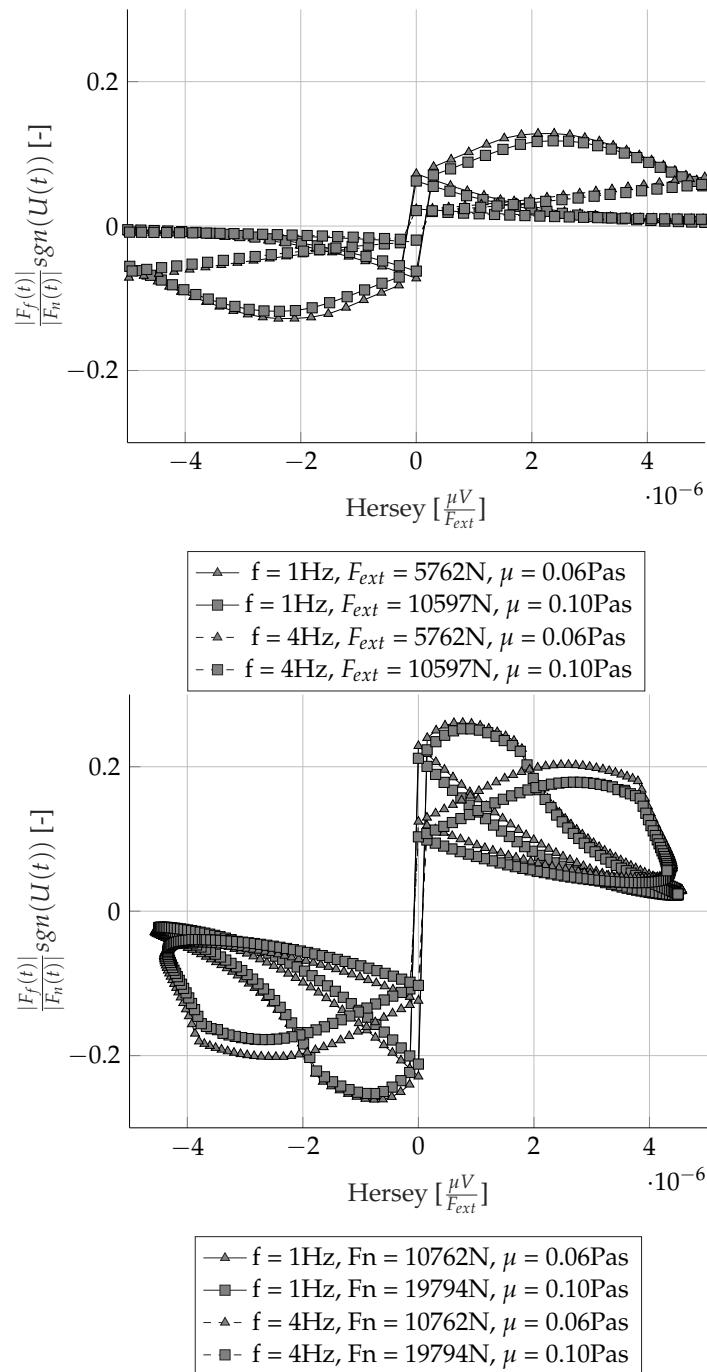 0.2
0
−0.2
|F_f(t)|/|F_n(t)| sgn(U(t)) [-]
−4 −2 0 2 4
·10⁻⁶
Hersey [μV/F_ext]
f = 1Hz, F_ext = 5762N, μ = 0.06Pas
f = 1Hz, F_ext = 10597N, μ = 0.10Pas
f = 4Hz, F_ext = 5762N, μ = 0.06Pas
f = 4Hz, F_ext = 10597N, μ = 0.10Pas
0.2
0
−0.2
|F_f(t)|/|F_n(t)| sgn(U(t)) [-]
−4 −2 0 2 4
·10⁻⁶
Hersey [μV/F_ext]
f = 1Hz, Fn = 10762N, μ = 0.06Pas
f = 1Hz, Fn = 19794N, μ = 0.10Pas
f = 4Hz, Fn = 10762N, μ = 0.06Pas
f = 4Hz, Fn = 19794N, μ = 0.10Pas